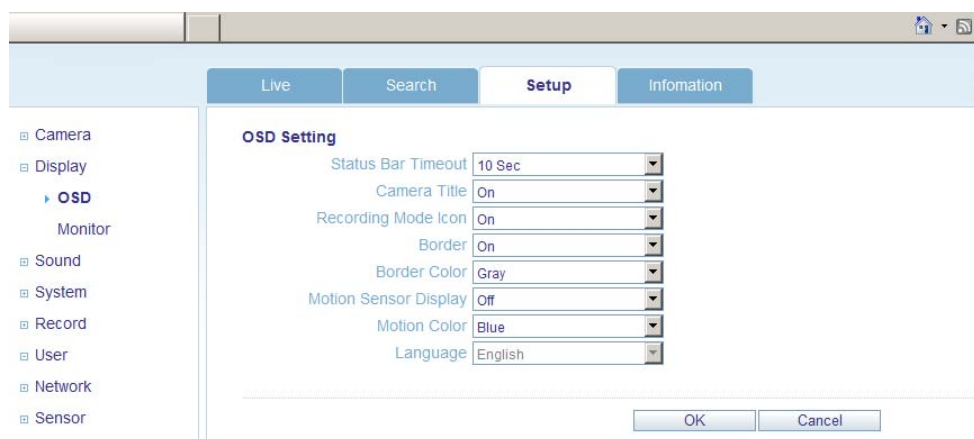 Live Search Setup Infomation
Camera
Display
OSD
Monitor
Sound
System
Record
User
Network
Sensor
OSD Setting
Status Bar Timeout 10 Sec
Camera Title On
Recording Mode Icon On
Border On
Border Color Gray
Motion Sensor Display Off
Motion Color Blue
Language English
OK Cancel